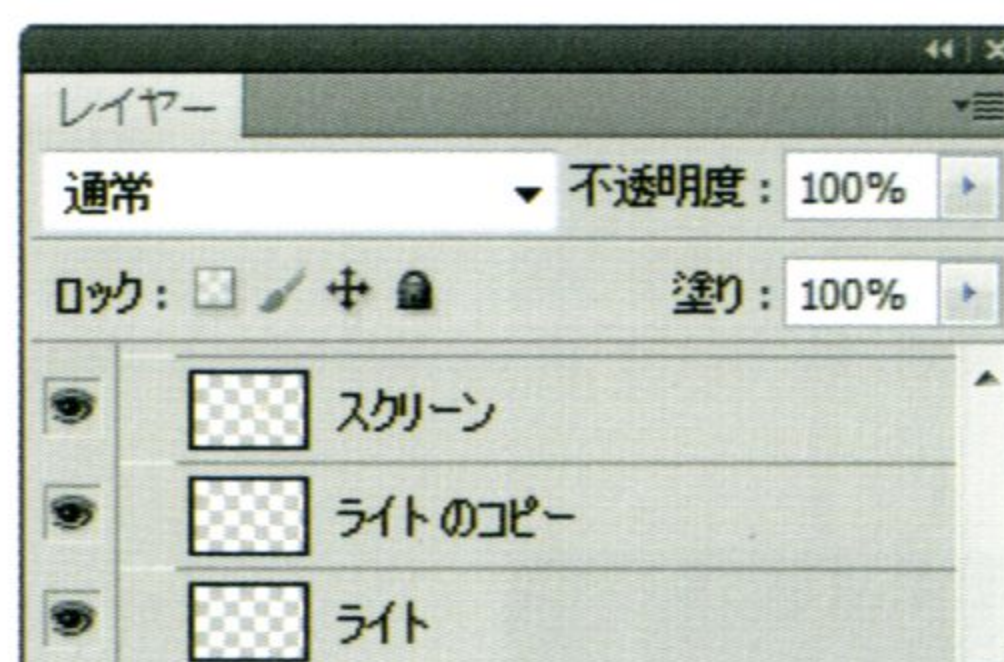 レイヤー
通常 不透明度: 100%
ロック: 塗り: 100%
スクリーン
ライト のコピー
ライト